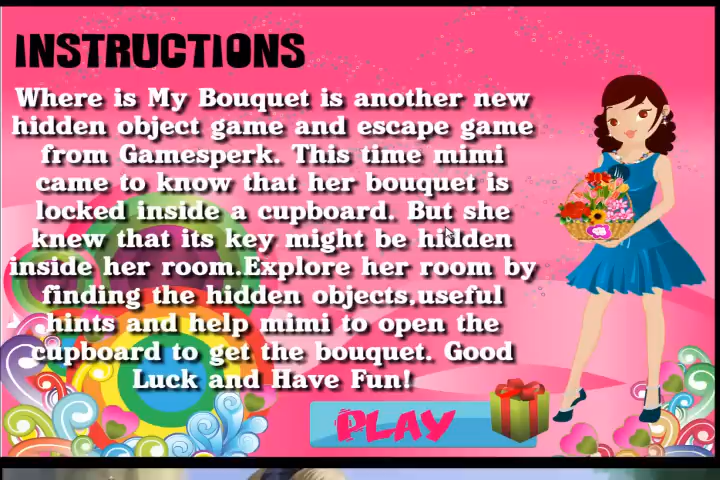 INSTRUCTIONS
Where is My Bouquet is another new
hidden object game and escape game
from Gamesperk. This time mimi
came to know that her bouquet is
locked inside a cupboard. But she
knew that its key might be hidden
inside her room.Explore her room by
finding the hidden objects,useful
hints and help mimi to open the
cupboard to get the bouquet. Good
Luck and Have Fun!
PLAY